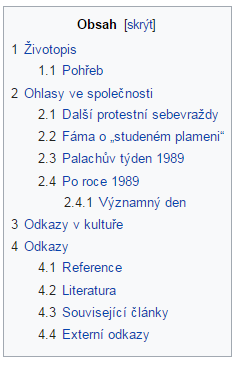 Obsah [skrýt]
1 Životopis
1.1 Pohřeb
2 Ohlasy ve společnosti
2.1 Další protestní sebevraždy
2.2 Fáma o „studeném plameni“
2.3 Palachův týden 1989
2.4 Po roce 1989
2.4.1 Významný den
3 Odkazy v kultuře
4 Odkazy
4.1 Reference
4.2 Literatura
4.3 Související články
4.4 Externí odkazy